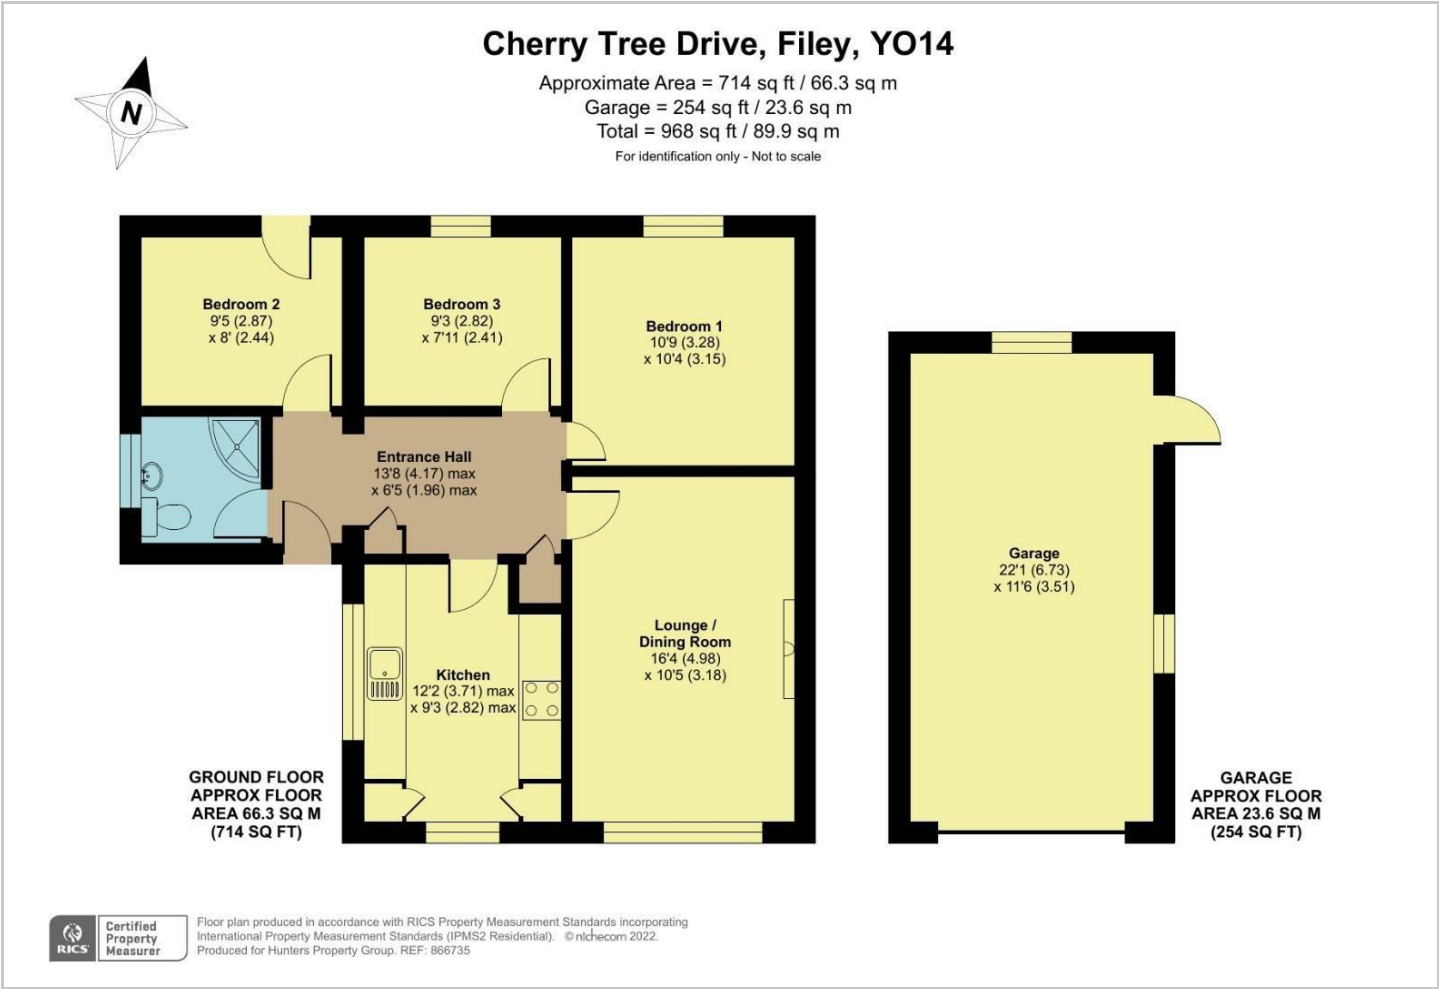 Cherry Tree Drive, Filey, YO14
Approximate Area = 714 sq ft / 66.3 sq m
Garage = 254 sq ft / 23.6 sq m
Total = 968 sq ft / 89.9 sq m
For identification only - Not to scale
N
Bedroom 2
9'5 (2.87)
x 8' (2.44)
Bedroom 3
9'3 (2.82)
x 7'11 (2.41)
Bedroom 1
10'9 (3.28)
x 10'4 (3.15)
Entrance Hall
13'8 (4.17) max
x 6'5 (1.96) max
Garage
22'1 (6.73)
x 11'6 (3.51)
Lounge /
Dining Room
16'4 (4.98)
x 10'5 (3.18)
Kitchen
12'2 (3.71) max
x 9'3 (2.82) max
GROUND FLOOR
APPROX FLOOR
AREA 66.3 SQ M
(714 SQ FT)
GARAGE
APPROX FLOOR
AREA 23.6 SQ M
(254 SQ FT)
RICS
Certified
Property
Measurer
Floor plan produced in accordance with RICS Property Measurement Standards incorporating
International Property Measurement Standards (IPMS2 Residential). © nichecom 2022.
Produced for Hunters Property Group. REF: 866735